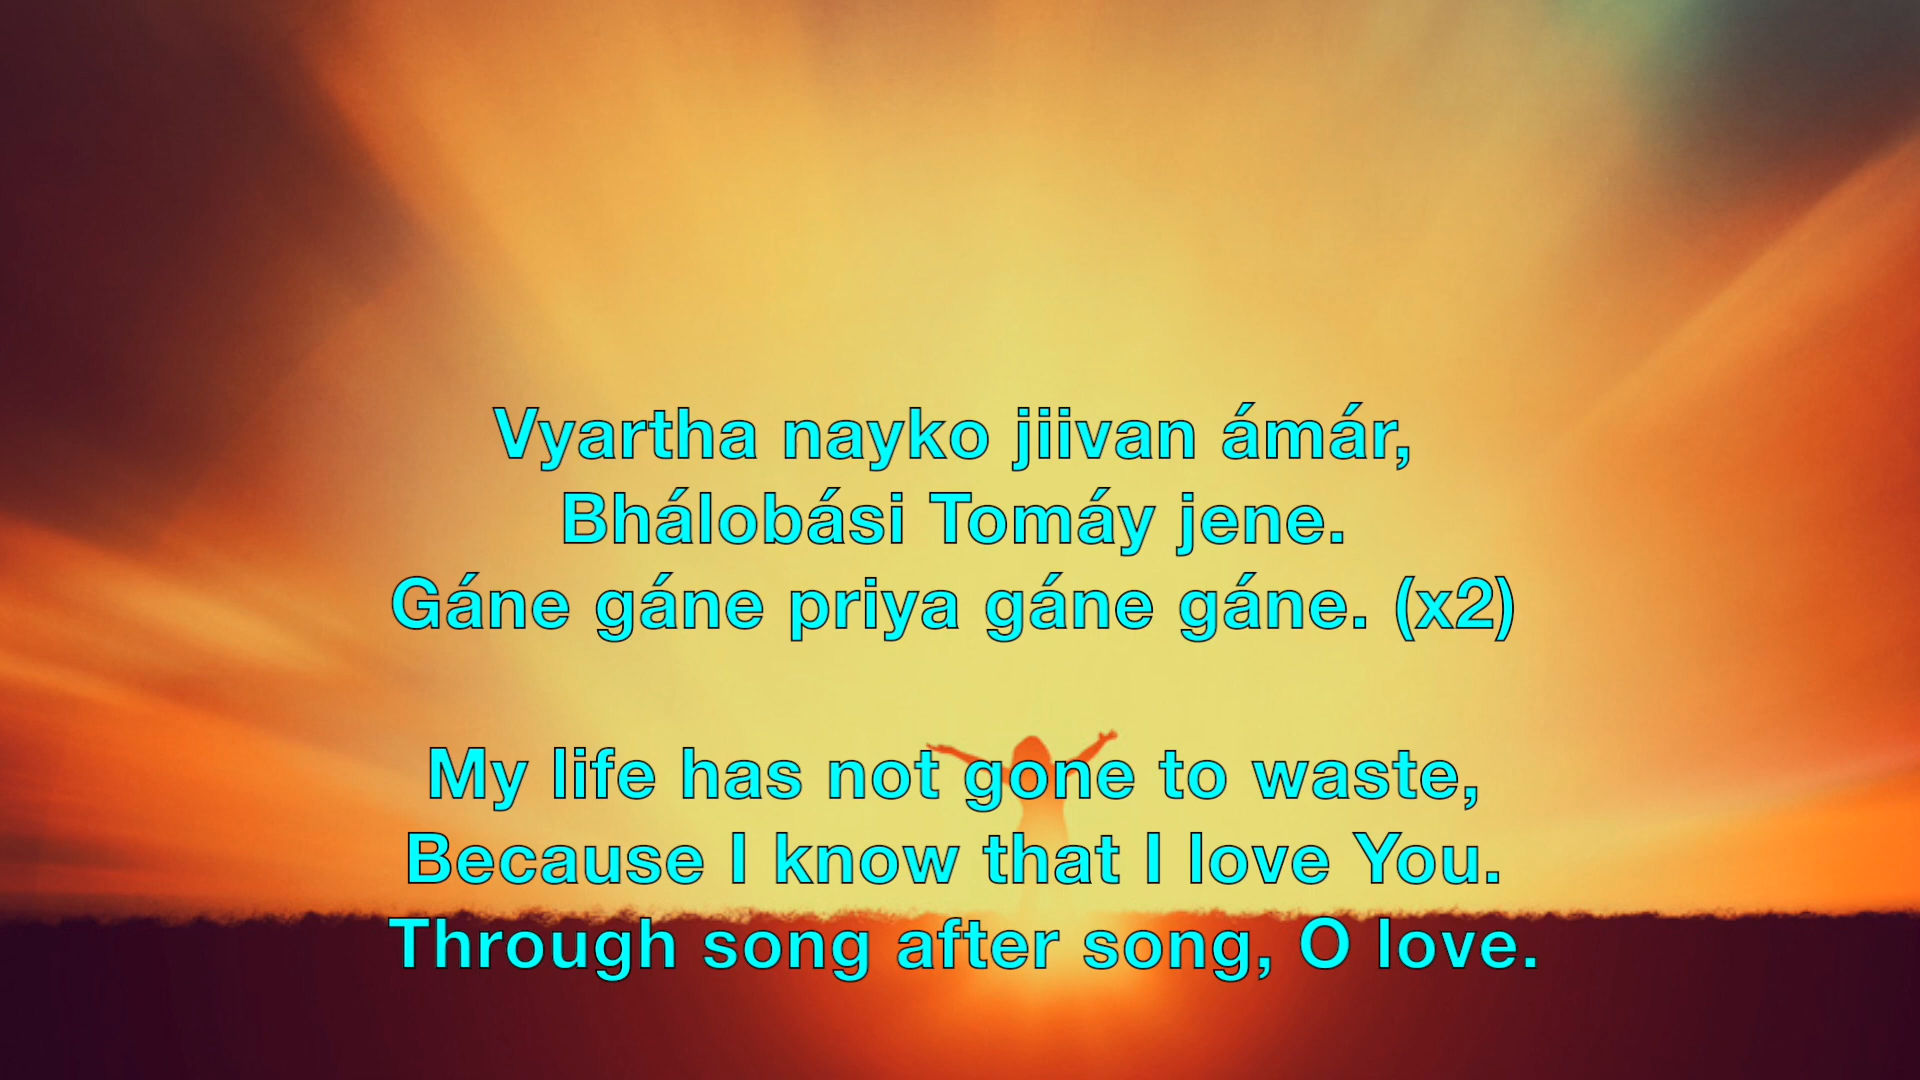 Vyartha nayko jiivan ámár,
Bhálobási Tomáy jene.
Gáne gáne priya gáne gáne. (x2)
My life has not gone to waste,
Because I know that I love You.
Through song after song, O love.